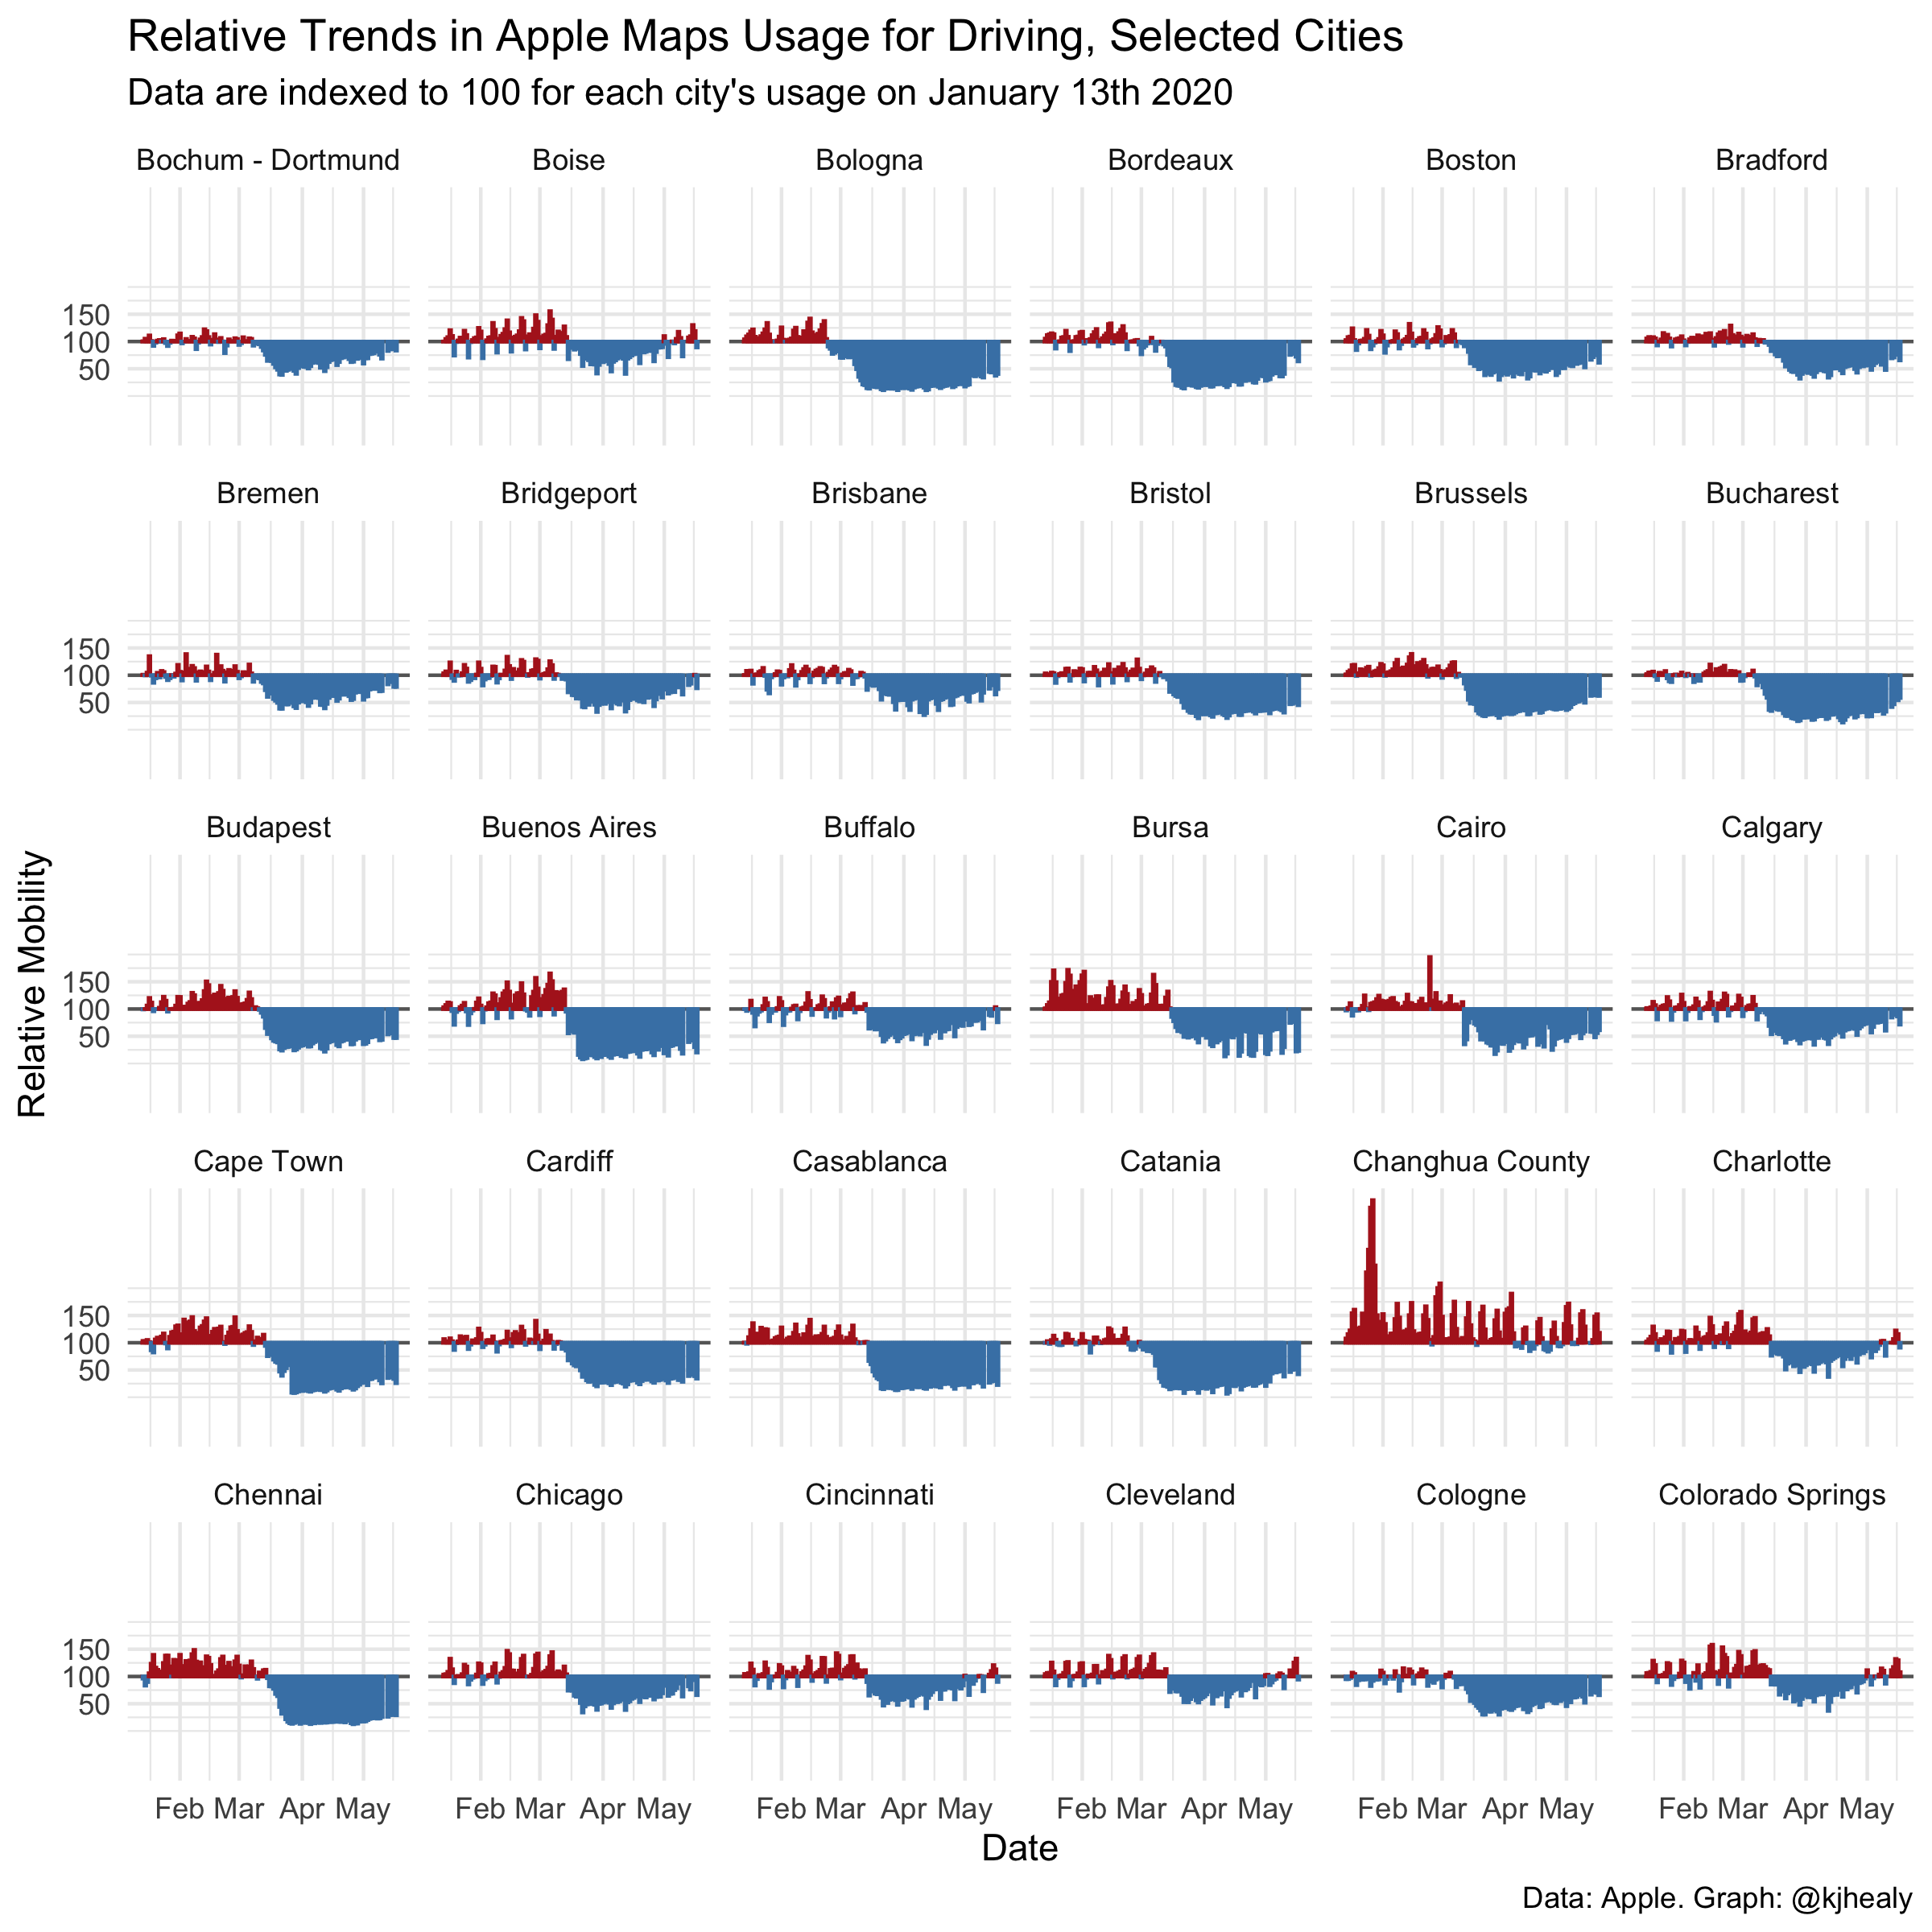 Relative Trends in Apple Maps Usage for Driving, Selected Cities
Data are indexed to 100 for each city's usage on January 13th 2020
Bochum - Dortmund Boise Bologna Bordeaux Boston Bradford
150
100
50
Bremen Bridgeport Brisbane Bristol Brussels Bucharest
150
100
50
Budapest Buenos Aires Buffalo Bursa Cairo Calgary
150
100
50
Relative Mobility
Cape Town Cardiff Casablanca Catania Changhua County Charlotte
150
100
50
Chennai Chicago Cincinnati Cleveland Cologne Colorado Springs
150
100
50
Feb Mar Apr May Feb Mar Apr May Feb Mar Apr May Feb Mar Apr May Feb Mar Apr May Feb Mar Apr May
Date
Data: Apple. Graph: @kjhealy